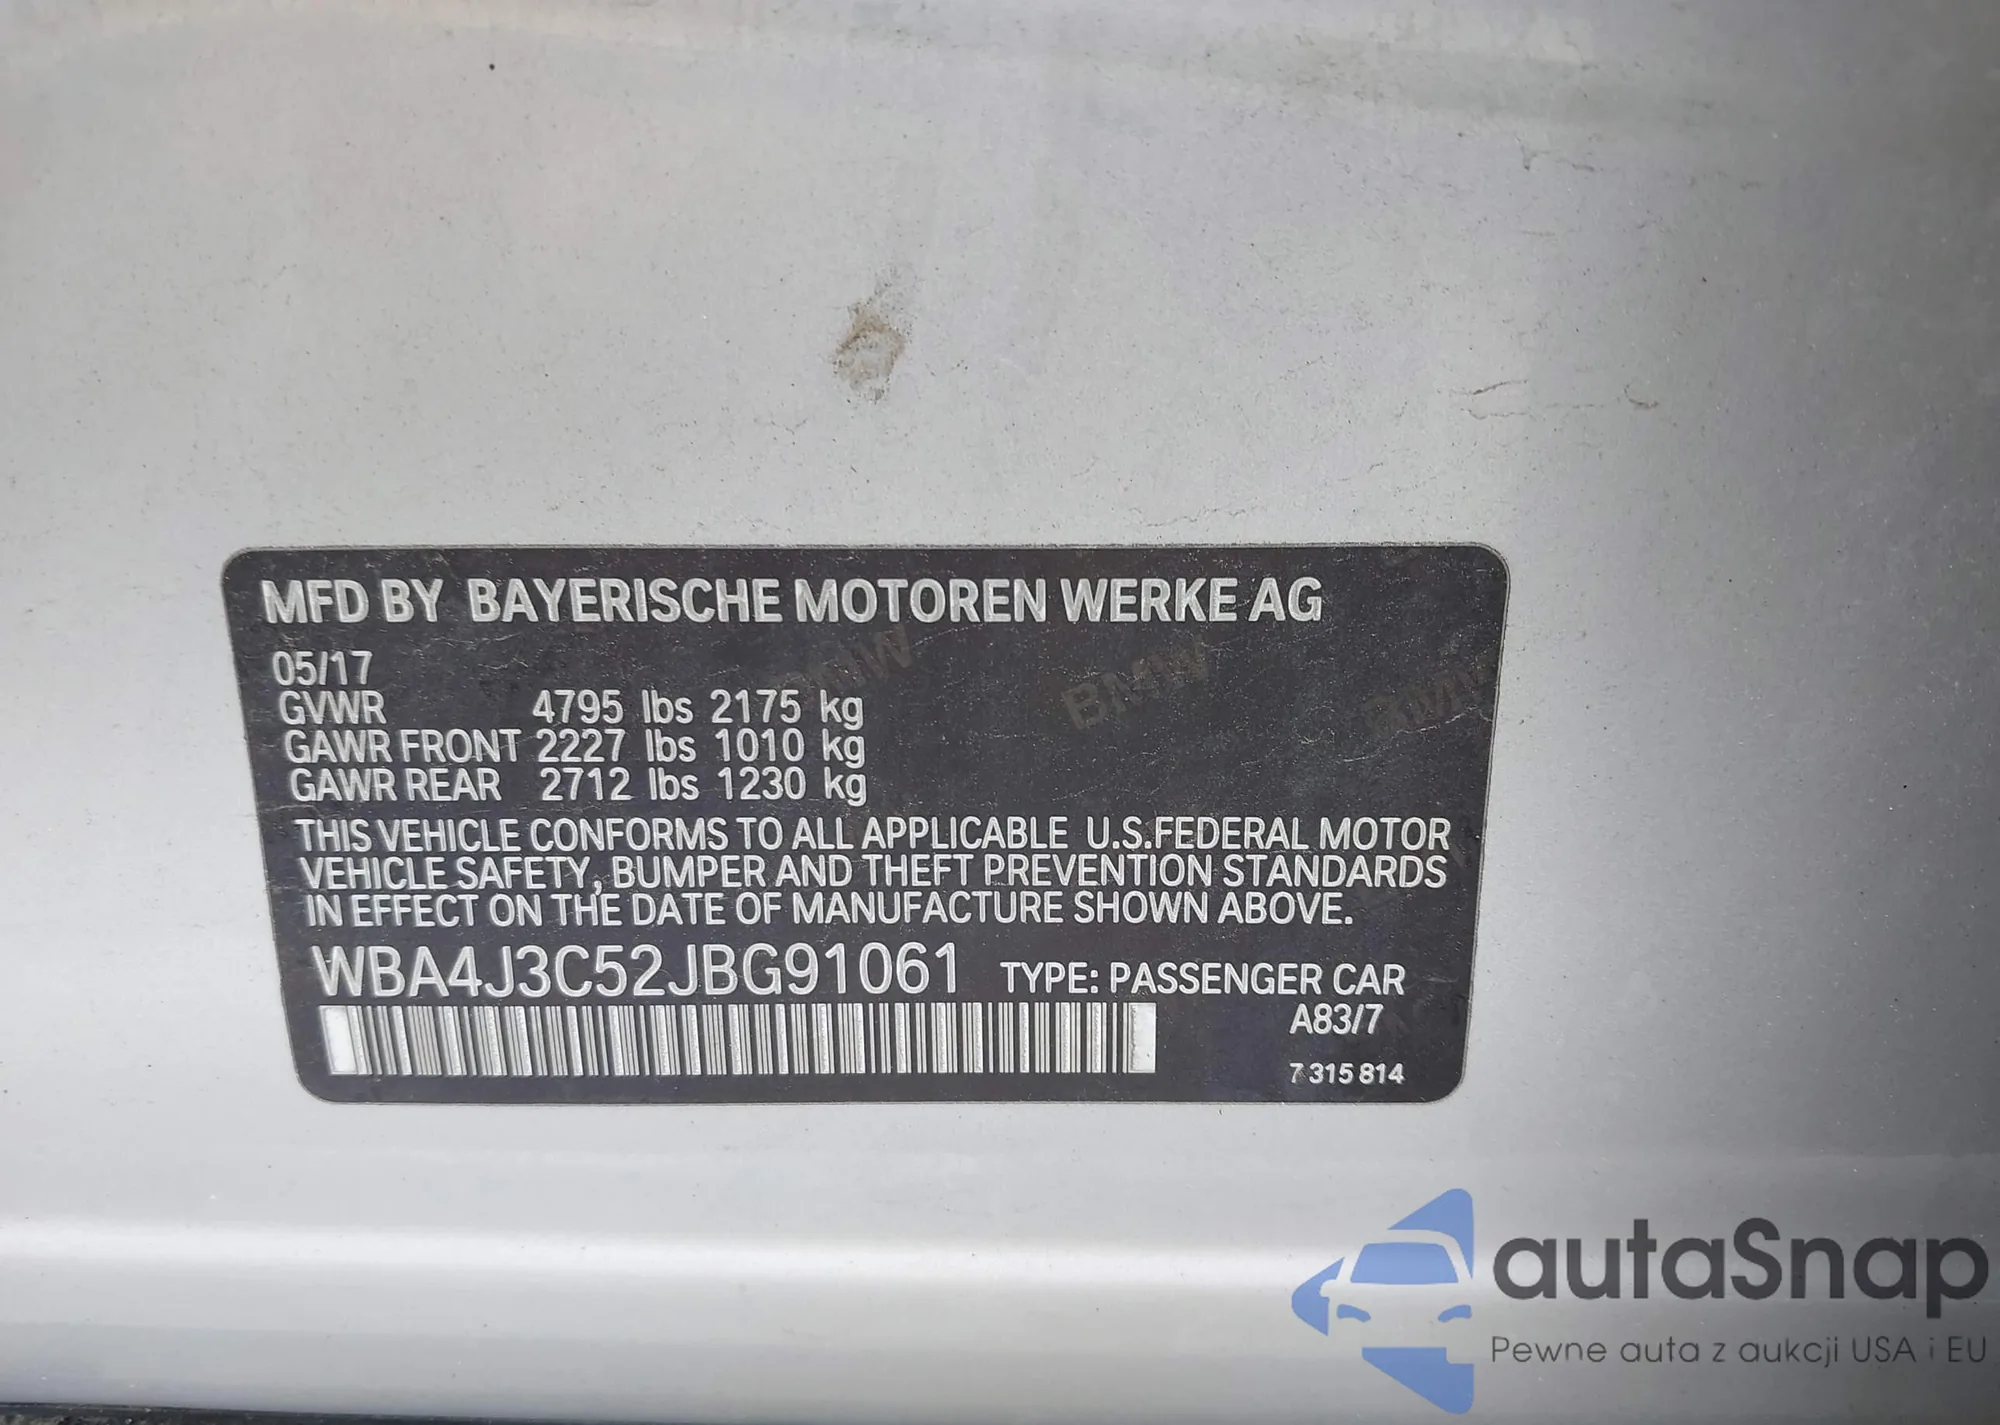 MFD BY BAYERISCHE MOTOREN WERKE AG
05/17
GVWR 4795 lbs 2175 kg
GAWR FRONT 2227 lbs 1010 kg
GAWR REAR 2712 lbs 1230 kg
THIS VEHICLE CONFORMS TO ALL APPLICABLE U.S.FEDERAL MOTOR
VEHICLE SAFETY, BUMPER AND THEFT PREVENTION STANDARDS
IN EFFECT ON THE DATE OF MANUFACTURE SHOWN ABOVE.
WBA4J3C52JBG91061 TYPE: PASSENGER CAR
A83/7
7 315 814
BMW BMW BMW
autaSnap
Pewne auta z aukcji USA i EU